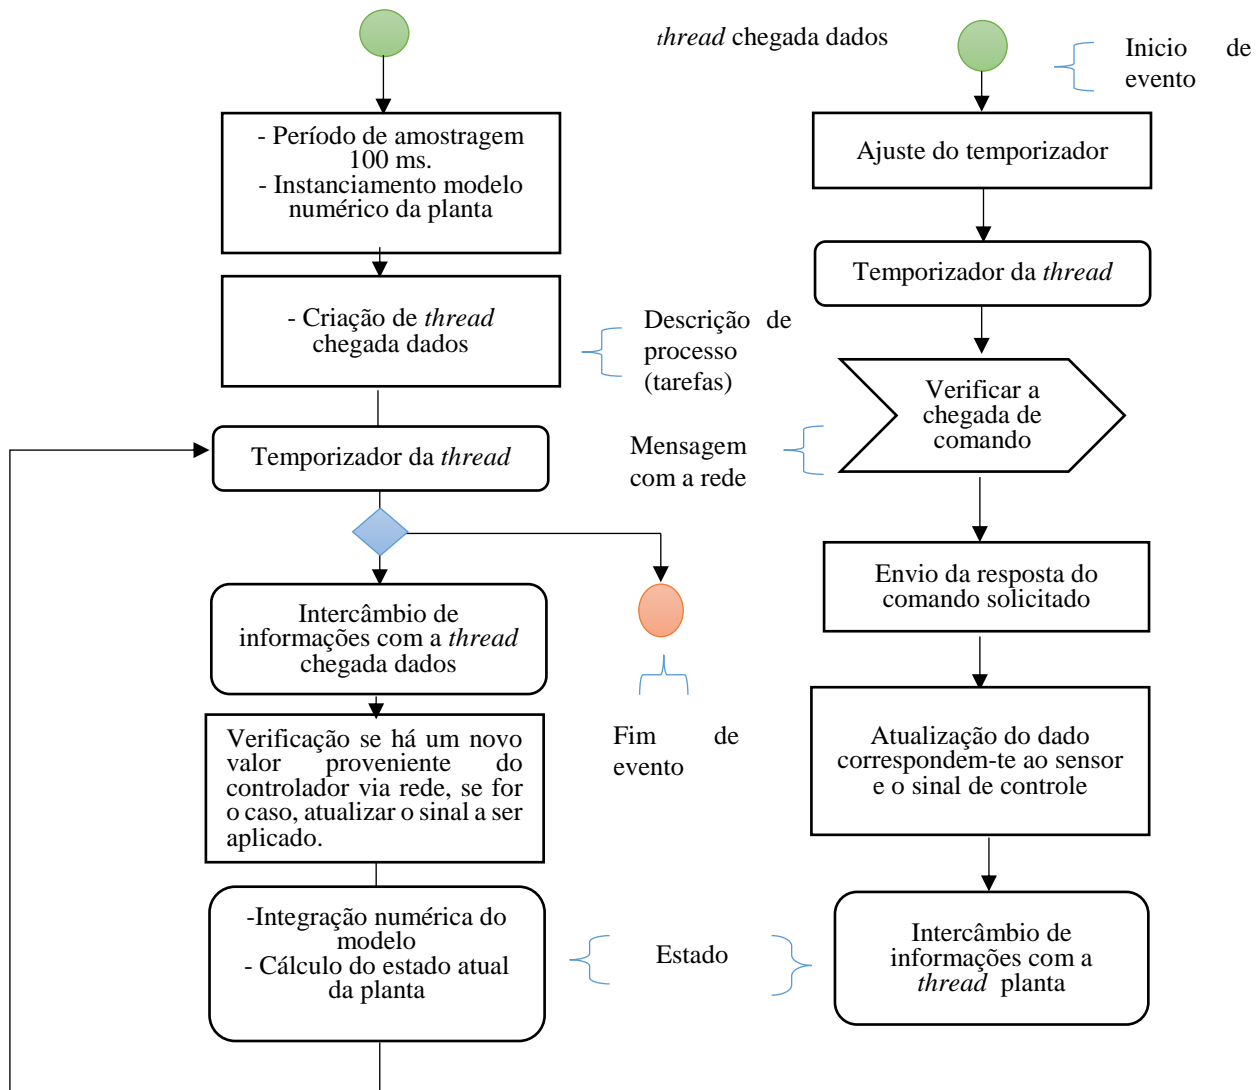 thread chegada dados
Inicio de
evento
- Período de amostragem
100 ms.
- Instanciamento modelo
numérico da planta
- Criação de thread
chegada dados
Descrição de
processo
(tarefas)
Temporizador da thread
Intercâmbio de
informações com a thread
chegada dados
Fim de
evento
Verificação se há um novo
valor proveniente do
controlador via rede, se for
o caso, atualizar o sinal a ser
aplicado.
-Integração numérica do
modelo
- Cálculo do estado atual
da planta
Estado
Ajuste do temporizador
Temporizador da thread
Verificar a
chegada de
comando
Mensagem
com a rede
Envio da resposta do
comando solicitado
Atualização do dado
correspondem-te ao sensor
e o sinal de controle
Intercâmbio de
informações com a
thread planta